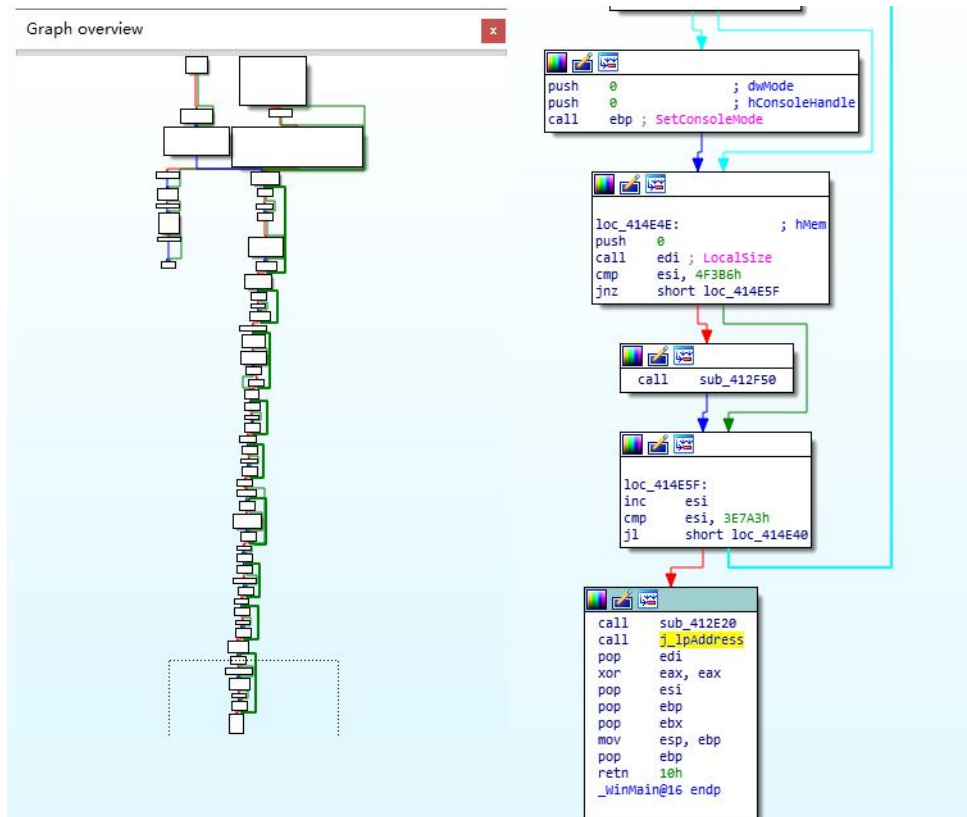 Graph overview
x
push 0 ; dwMode
push 0 ; hConsoleHandle
call ebp ; SetConsoleMode
loc_414E4E: ; hMem
push 0
call edi ; LocalSize
cmp esi, 4F3B6h
jnz short loc_414E5F
call sub_412F50
loc_414E5F:
inc esi
cmp esi, 3E7A3h
jl short loc_414E40
call sub_412E20
call j_lpAddress
pop edi
xor eax, eax
pop esi
pop ebp
pop ebx
mov esp, ebp
pop ebp
retn 10h
_WinMain@16 endp